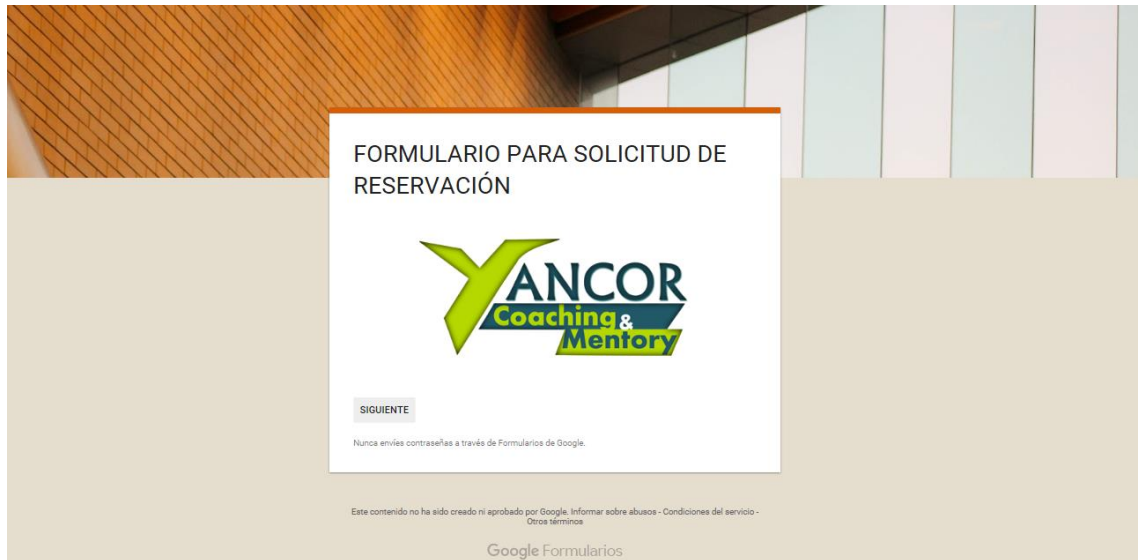 FORMULARIO PARA SOLICITUD DE
RESERVACIÓN
YANCOR
Coaching &
Mentory
SIGUIENTE
Nunca envíes contraseñas a través de Formularios de Google.
Este contenido no ha sido creado ni aprobado por Google. Informar sobre abusos - Condiciones del servicio -
Otros términos
Google Formularios